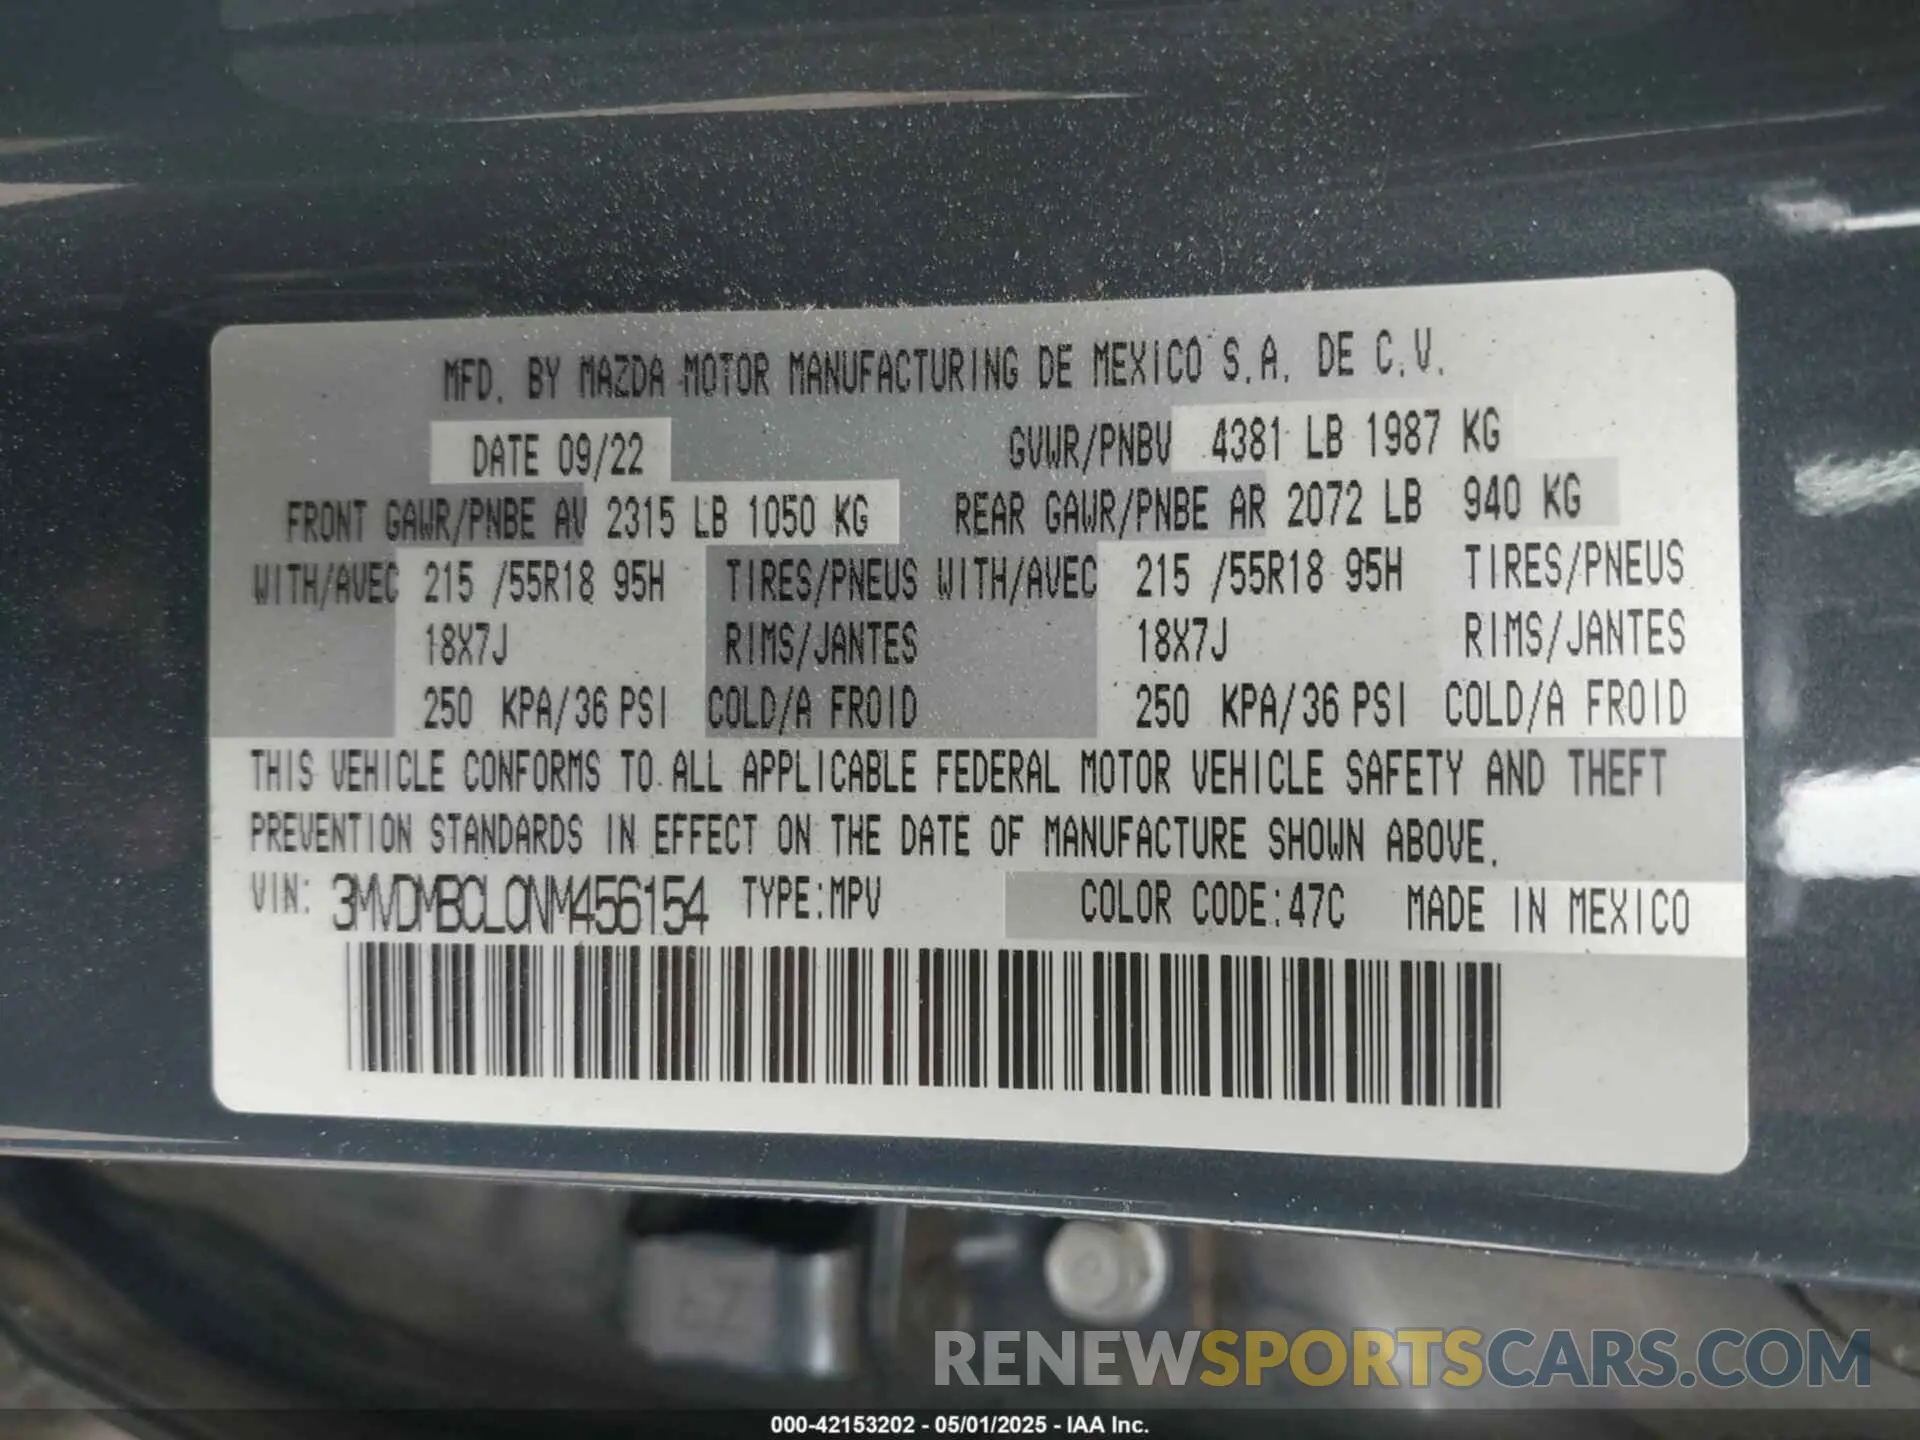 MFD. BY MAZDA MOTOR MANUFACTURING DE MEXICO S.A. DE C.V.
DATE 09/22 GVWR/PNBV 4381 LB 1987 KG
FRONT GAWR/PNBE AV 2315 LB 1050 KG REAR GAWR/PNBE AR 2072 LB 940 KG
WITH/AVEC 215 /55R18 95H TIRES/PNEUS WITH/AVEC 215 /55R18 95H TIRES/PNEUS
18X7J RIMS/JANTES 18X7J RIMS/JANTES
250 KPA/36 PSI COLD/A FROID 250 KPA/36 PSI COLD/A FROID
THIS VEHICLE CONFORMS TO ALL APPLICABLE FEDERAL MOTOR VEHICLE SAFETY AND THEFT
PREVENTION STANDARDS IN EFFECT ON THE DATE OF MANUFACTURE SHOWN ABOVE.
VIN: 3MVDMBCL0NM456154 TYPE:MPV COLOR CODE:47C MADE IN MEXICO
RENEWSPORTSCARS.COM
000-42153202 - 05/01/2025 - IAA Inc.